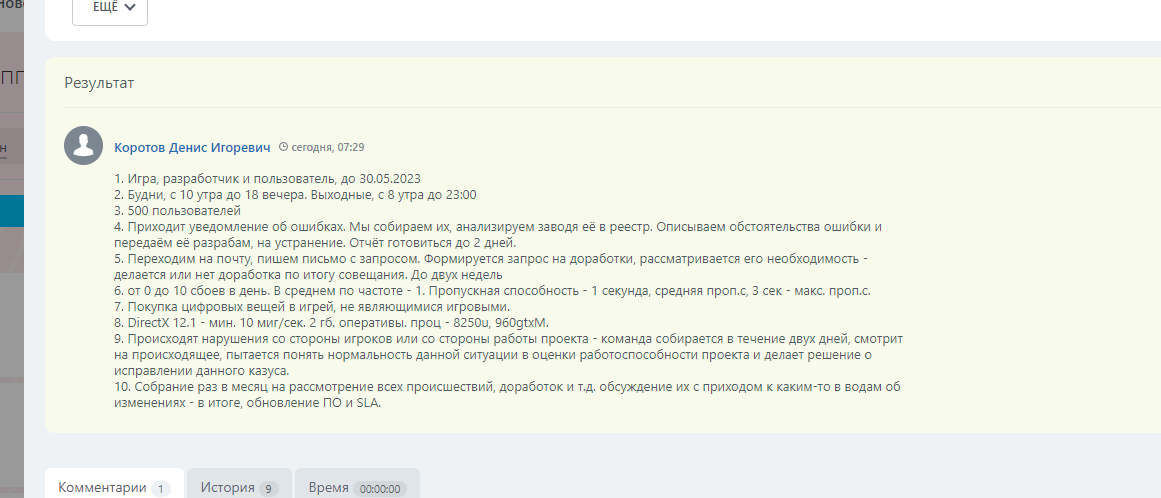 ЕЩЁ
Результат
Коротов Денис Игоревич сегодня, 07:29
1. Игра, разработчик и пользователь, до 30.05.2023
2. Будни, с 10 утра до 18 вечера. Выходные, с 8 утра до 23:00
3. 500 пользователей
4. Приходит уведомление об ошибках. Мы собираем их, анализируем заводя её в реестр. Описываем обстоятельства ошибки и
передаём её разрабам, на устранение. Отчёт готовиться до 2 дней.
5. Переходим на почту, пишем письмо с запросом. Формируется запрос на доработки, рассматривается его необходимость -
делается или нет доработка по итогу совещания. До двух недель
6. от 0 до 10 сбоев в день. В среднем по частоте - 1. Пропускная способность - 1 секунда, средняя проп.с, 3 сек - макс. проп.с.
7. Покупка цифровых вещей в игрей, не являющимися игровыми.
8. DirectX 12.1 - мин. 10 миг/сек. 2 гб. оперативы. проц - 8250u, 960gtxM.
9. Происходят нарушения со стороны игроков или со стороны работы проекта - команда собирается в течение двух дней, смотрит
на происходящее, пытается понять нормальность данной ситуации в оценки работоспособности проекта и делает решение о
исправлении данного казуса.
10. Собрание раз в месяц на рассмотрение всех происшествий, доработок и т.д. обсуждение их с приходом к каким-то в водам об
изменениях - в итоге, обновление ПО и SLA.
Комментарии 1 История 9 Время 00:00:00